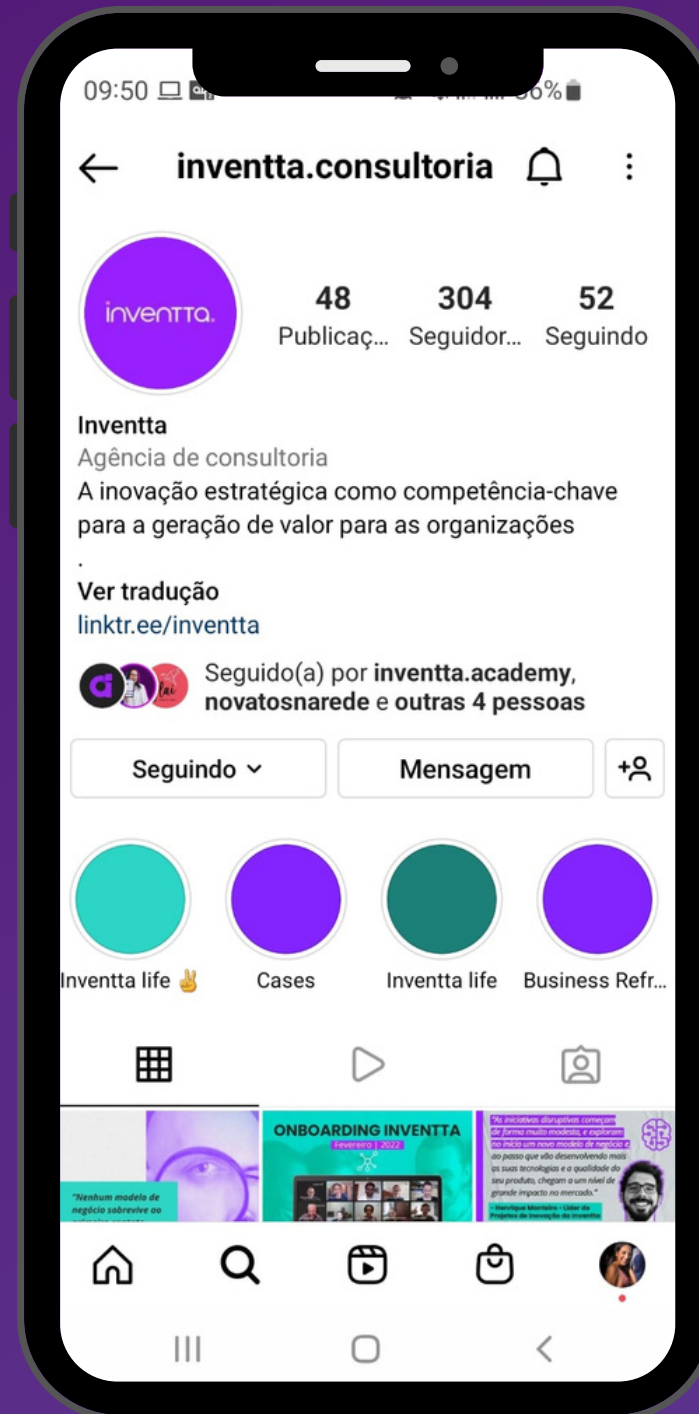 09:50
6%
inventta.consultoria
inventta.
48 304 52
Publicaç... Seguidor... Seguindo
Inventta
Agência de consultoria
A inovação estratégica como competência-chave
para a geração de valor para as organizações
.
Ver tradução
linktr.ee/inventta
lai
Seguido(a) por inventta.academy,
novatosnarede e outras 4 pessoas
Seguindo
Mensagem
Inventta life ✌
Cases
Inventta life
Business Refr...
"Nenhum modelo de
negócio sobrevive ao
primeiro contato
ONBOARDING INVENTTA
Fevereiro | 2022
"As iniciativas disruptivas começam
de forma muito modesta, e exploram
no início um novo modelo de negócio e,
ao passo que vão desenvolvendo mais
as suas tecnologias e a qualidade do
seu produto, chegam a um nível de
grande impacto no mercado."
- Henrique Monteiro - Líder de
Projetos de Inovação da Inventta